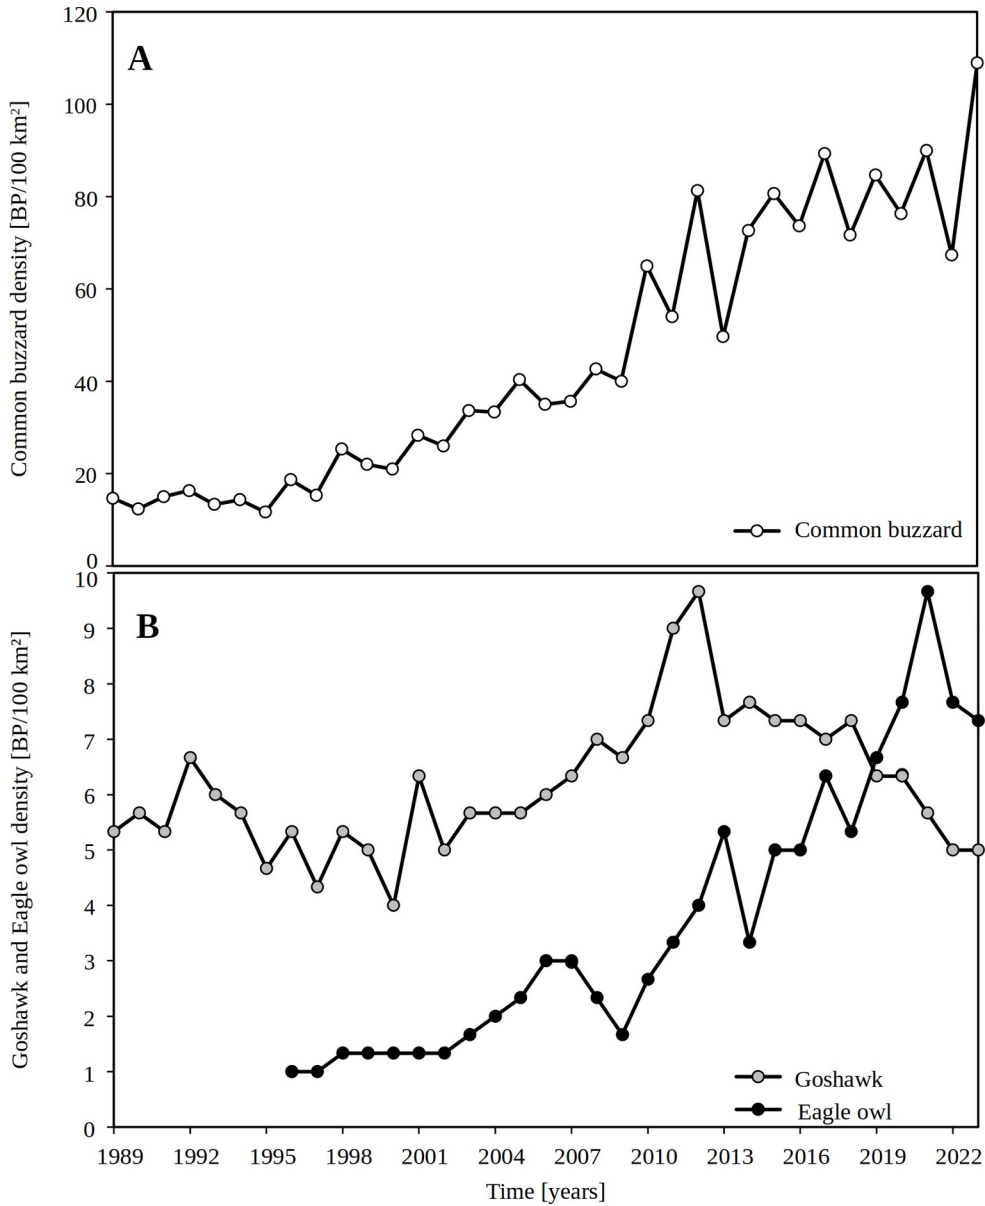 A
Common buzzard density [BP/100 km²]
120
100
80
60
40
20
0
Common buzzard
B
Goshawk and Eagle owl density [BP/100 km²]
10
9
8
7
6
5
4
3
2
1
0
Goshawk
Eagle owl
1989 1992 1995 1998 2001 2004 2007 2010 2013 2016 2019 2022
Time [years]